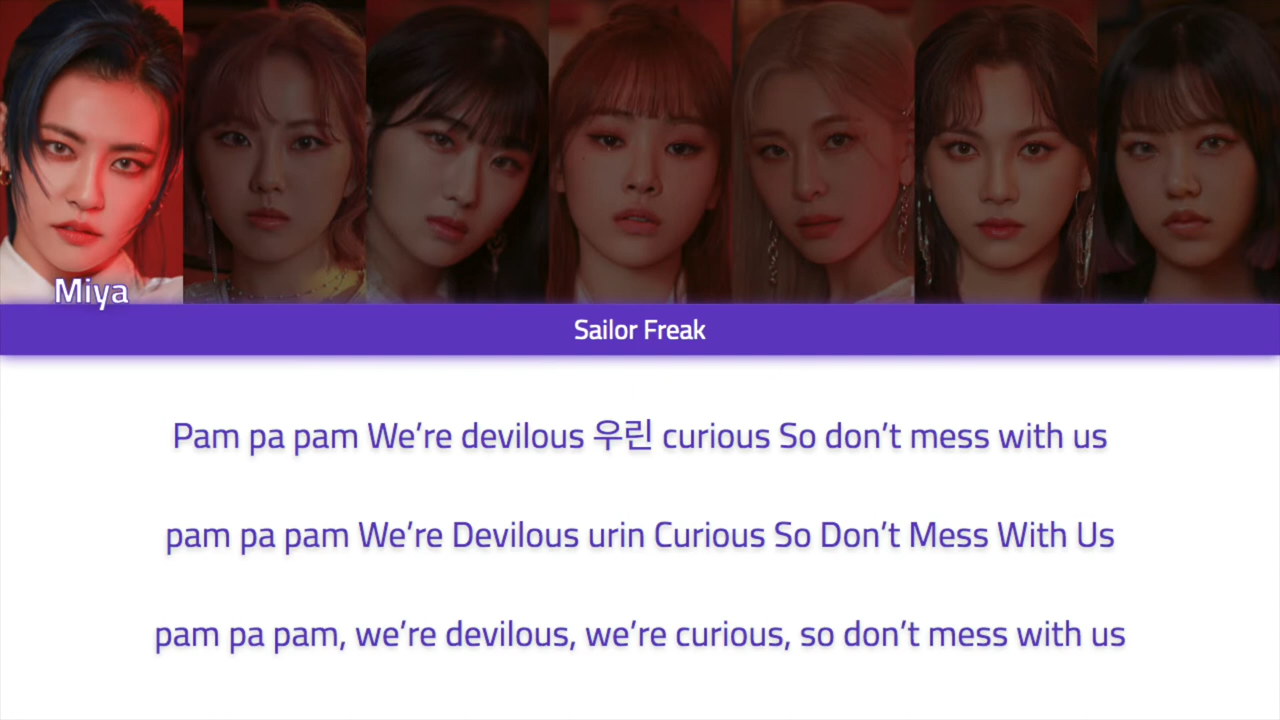 Miya
Sailor Freak
Pam pa pam We’re devilous 우린 curious So don’t mess with us
pam pa pam We’re Devilous urin Curious So Don’t Mess With Us
pam pa pam, we’re devilous, we’re curious, so don’t mess with us